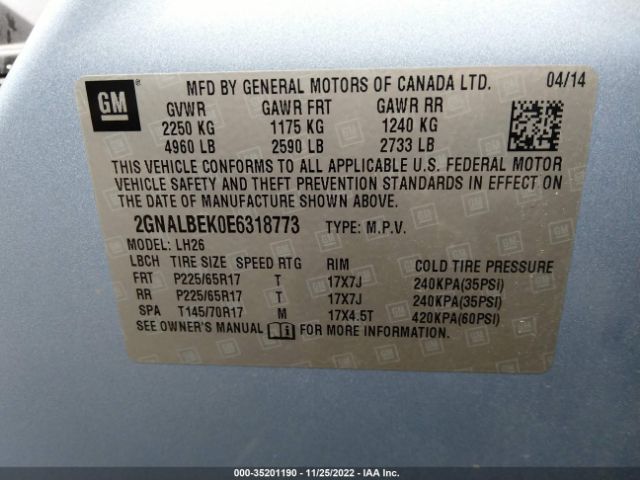 GM
MFD BY GENERAL MOTORS OF CANADA LTD. 04/14
GVWR GAWR FRT GAWR RR
2250 KG 1175 KG 1240 KG
4960 LB 2590 LB 2733 LB
THIS VEHICLE CONFORMS TO ALL APPLICABLE U.S. FEDERAL MOTOR
VEHICLE SAFETY AND THEFT PREVENTION STANDARDS IN EFFECT ON
THE DATE OF MANUFACTURE SHOWN ABOVE.
2GNALBEK0E6318773 TYPE: M.P.V.
MODEL: LH26
LBCH TIRE SIZE SPEED RTG RIM COLD TIRE PRESSURE
FRT P225/65R17 T 17X7J 240KPA(35PSI)
RR P225/65R17 T 17X7J 240KPA(35PSI)
SPA T145/70R17 M 17X4.5T 420KPA(60PSI)
SEE OWNER'S MANUAL FOR MORE INFORMATION.
000-35201190 - 11/25/2022 - IAA Inc.